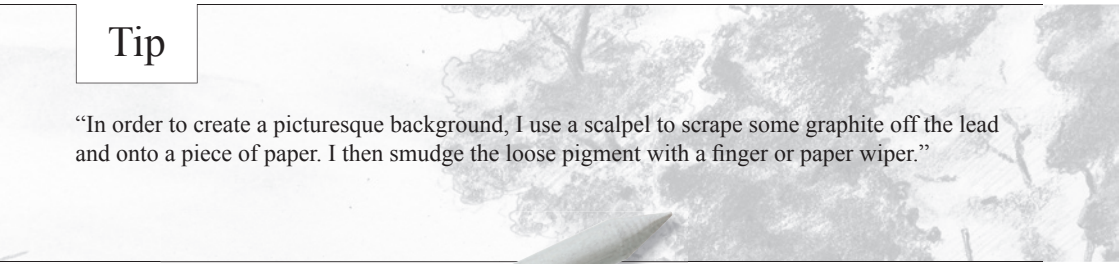 Tip
“In order to create a picturesque background, I use a scalpel to scrape some graphite off the lead
and onto a piece of paper. I then smudge the loose pigment with a finger or paper wiper.”